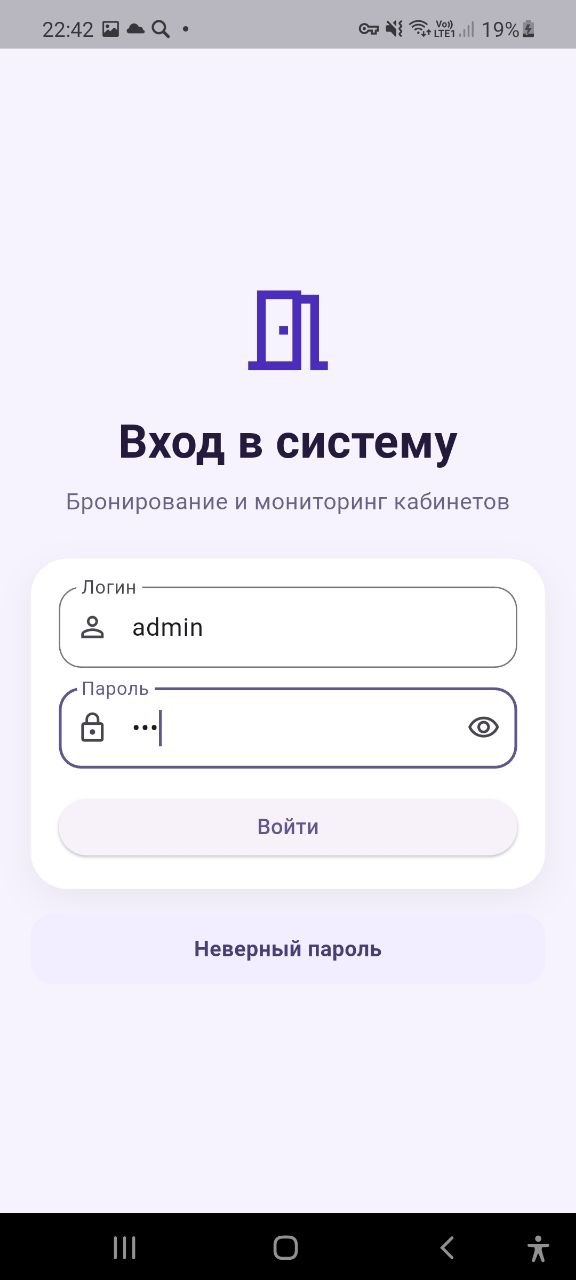 22:42
Vo)) LTE1 19%
Вход в систему
Бронирование и мониторинг кабинетов
Логин
admin
Пароль
•••
Войти
Неверный пароль